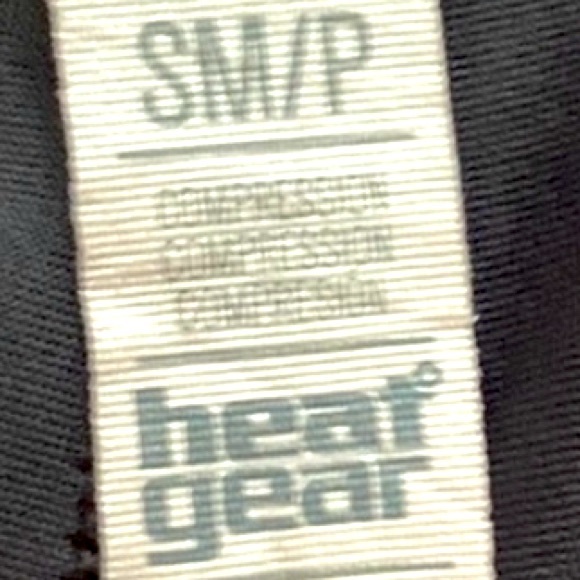 SM/P
COMPRESSION
COMPRESSION
COMPRESIÓN
heat
gear